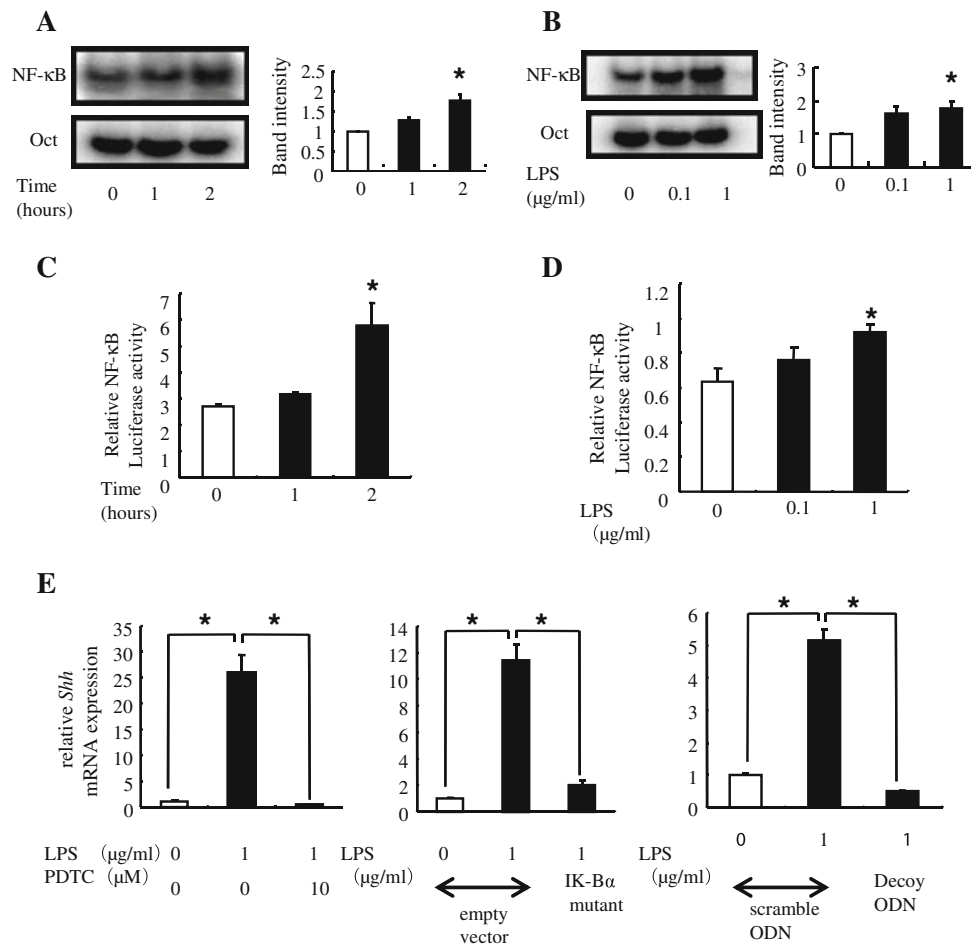 A
NF-κB
Oct
Time
(hours)
0 1 2
Band intensity
2.5
2
1.5
1
0.5
0
*
0 1 2
B
NF-κB
Oct
LPS
(μg/ml)
0 0.1 1
Band intensity
3
2
1
0
*
0 0.1 1
C
Relative NF-κB
Luciferase activity
7
6
5
4
3
2
1
0
*
Time
(hours)
0 1 2
D
Relative NF-κB
Luciferase activity
1.2
1
0.8
0.6
0.4
0.2
0
*
LPS
(μg/ml)
0 0.1 1
E
relative Shh
mRNA expression
35
30
25
20
15
10
5
0
* *
LPS (μg/ml) 0 1 1
PDTC (μM) 0 0 10
14
12
10
8
6
4
2
0
* *
LPS
(μg/ml)
0 1 1
empty
vector
IK-Bα
mutant
6
5
4
3
2
1
0
* *
LPS
(μg/ml)
0 1 1
scramble
ODN
Decoy
ODN